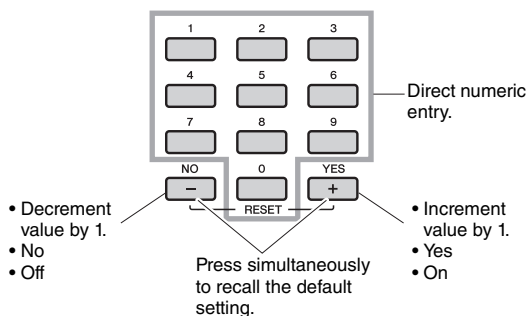 1 2 3
4 5 6
Direct numeric
entry.
7 8 9
NO 0 YES
− +
RESET
• Decrement
value by 1.
• No
• Off
Press simultaneously
to recall the default
setting.
• Increment
value by 1.
• Yes
• On